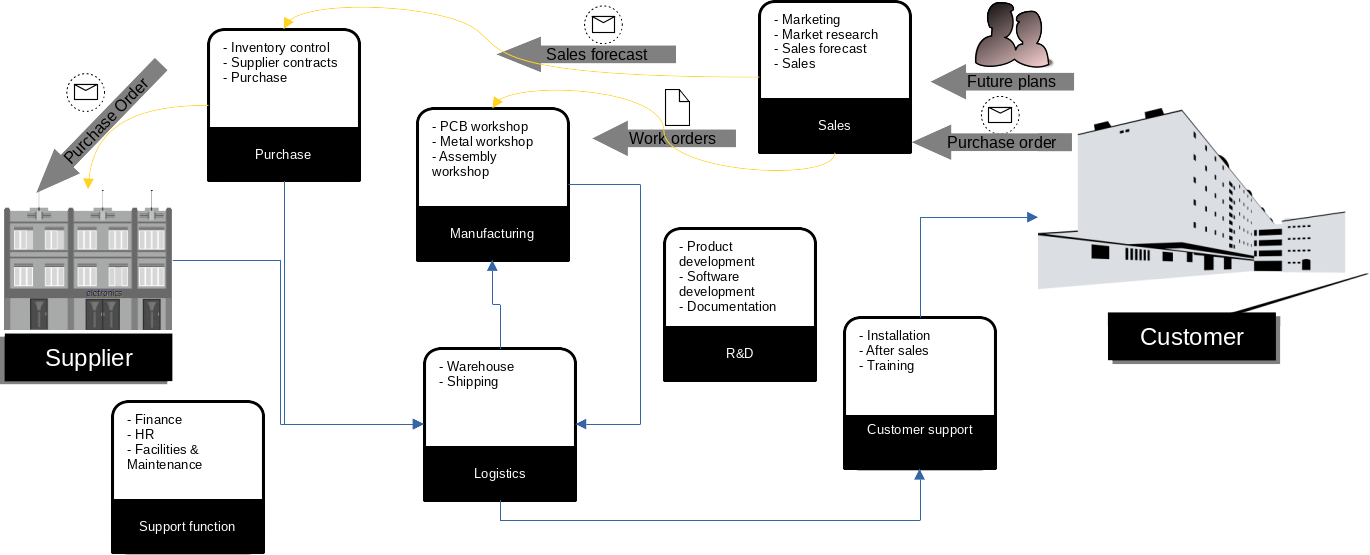 - Inventory control
- Supplier contracts
- Purchase
Purchase
Sales forecast
- Marketing
- Market research
- Sales forecast
- Sales
Sales
Future plans
Purchase order
Purchase Order
- PCB workshop
- Metal workshop
- Assembly
workshop
Manufacturing
Work orders
- Product
development
- Software
development
- Documentation
R&D
eletronics
Supplier
Customer
- Installation
- After sales
- Training
Customer support
- Warehouse
- Shipping
Logistics
- Finance
- HR
- Facilities &
Maintenance
Support function